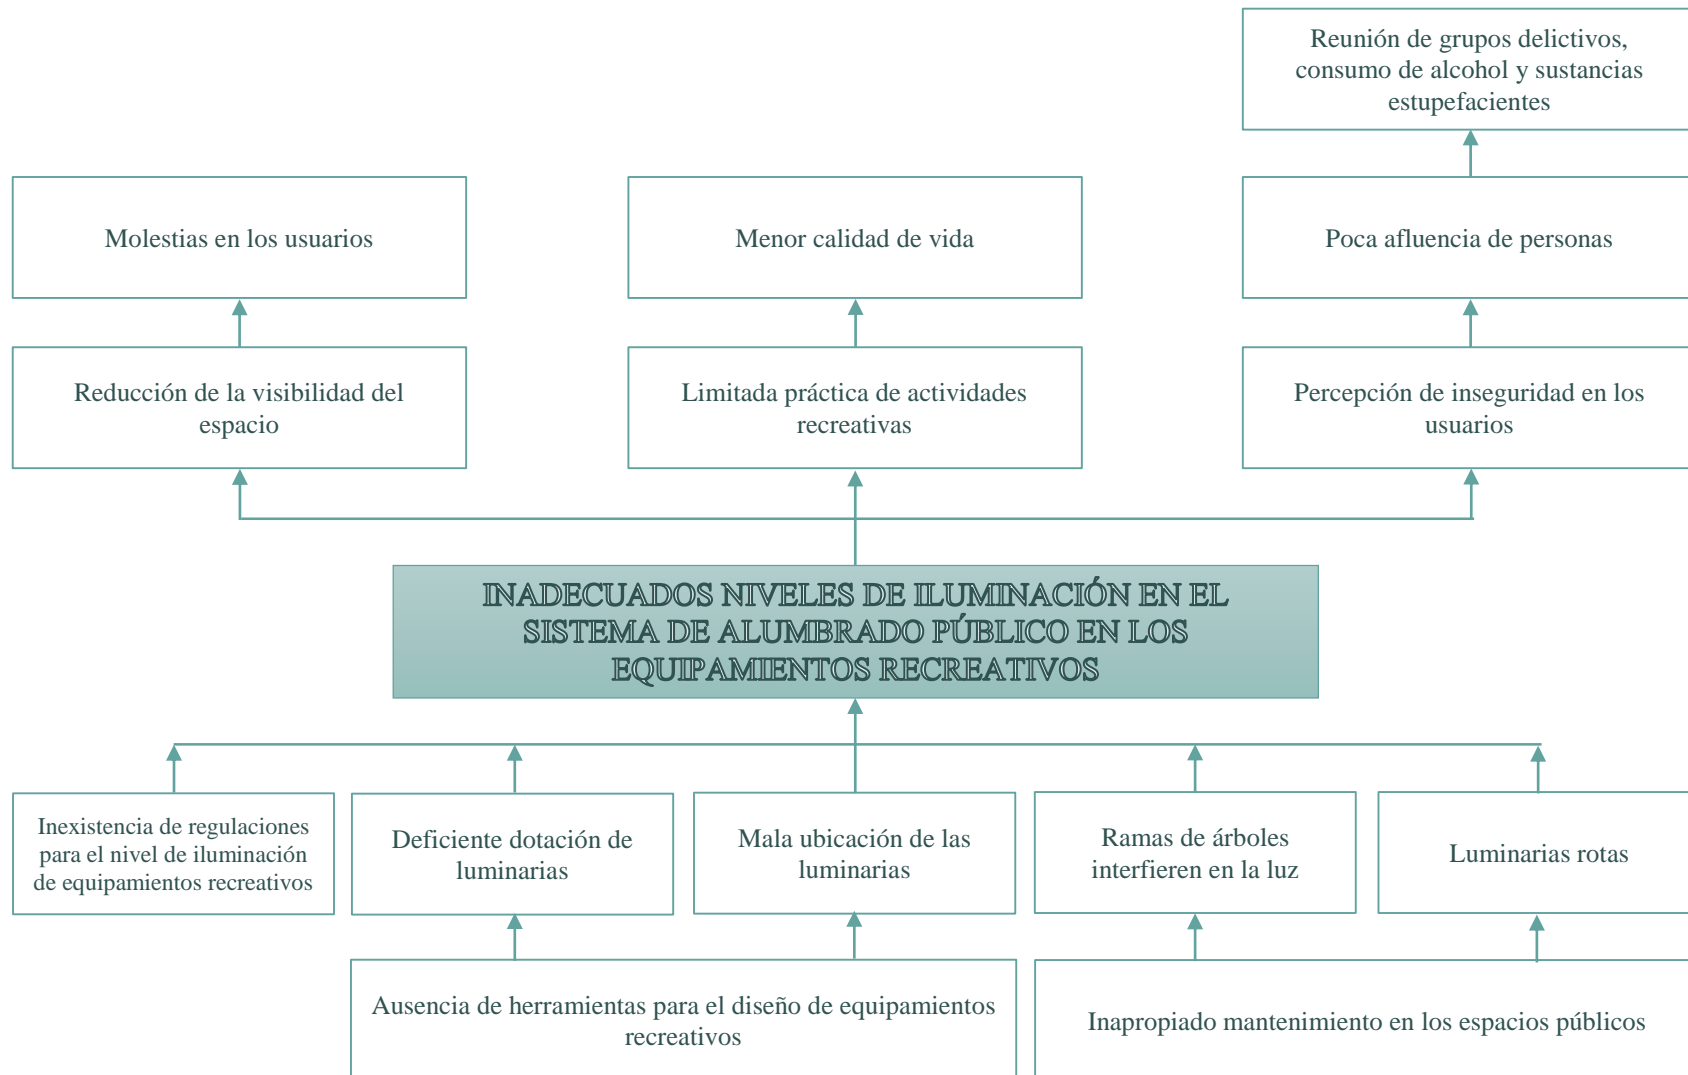 Reunión de grupos delictivos,
consumo de alcohol y sustancias
estupefacientes
Molestias en los usuarios
Menor calidad de vida
Poca afluencia de personas
Reducción de la visibilidad del
espacio
Limitada práctica de actividades
recreativas
Percepción de inseguridad en los
usuarios
INADECUADOS NIVELES DE ILUMINACIÓN EN EL
SISTEMA DE ALUMBRADO PÚBLICO EN LOS
EQUIPAMIENTOS RECREATIVOS
Inexistencia de regulaciones
para el nivel de iluminación
de equipamientos recreativos
Deficiente dotación de
luminarias
Mala ubicación de las
luminarias
Ramas de árboles
interfieren en la luz
Luminarias rotas
Ausencia de herramientas para el diseño de equipamientos
recreativos
Inapropiado mantenimiento en los espacios públicos